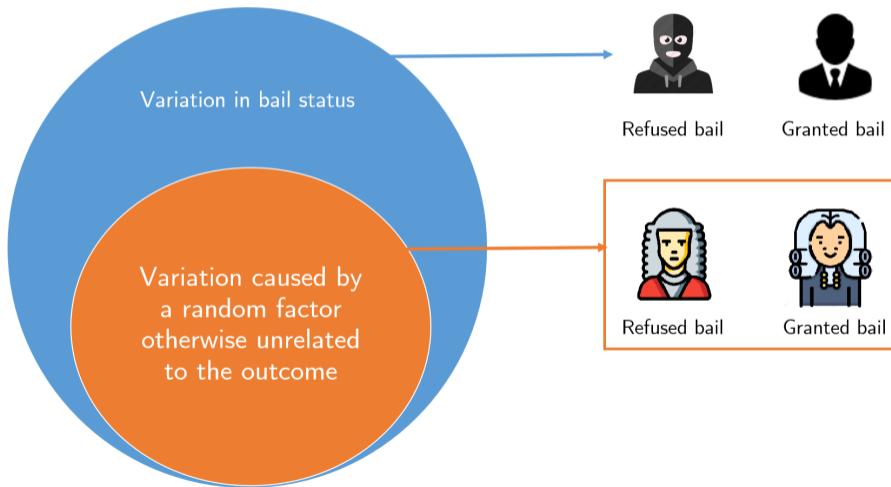 Variation in bail status
Refused bail
Granted bail
Variation caused by
a random factor
otherwise unrelated
to the outcome
Refused bail
Granted bail